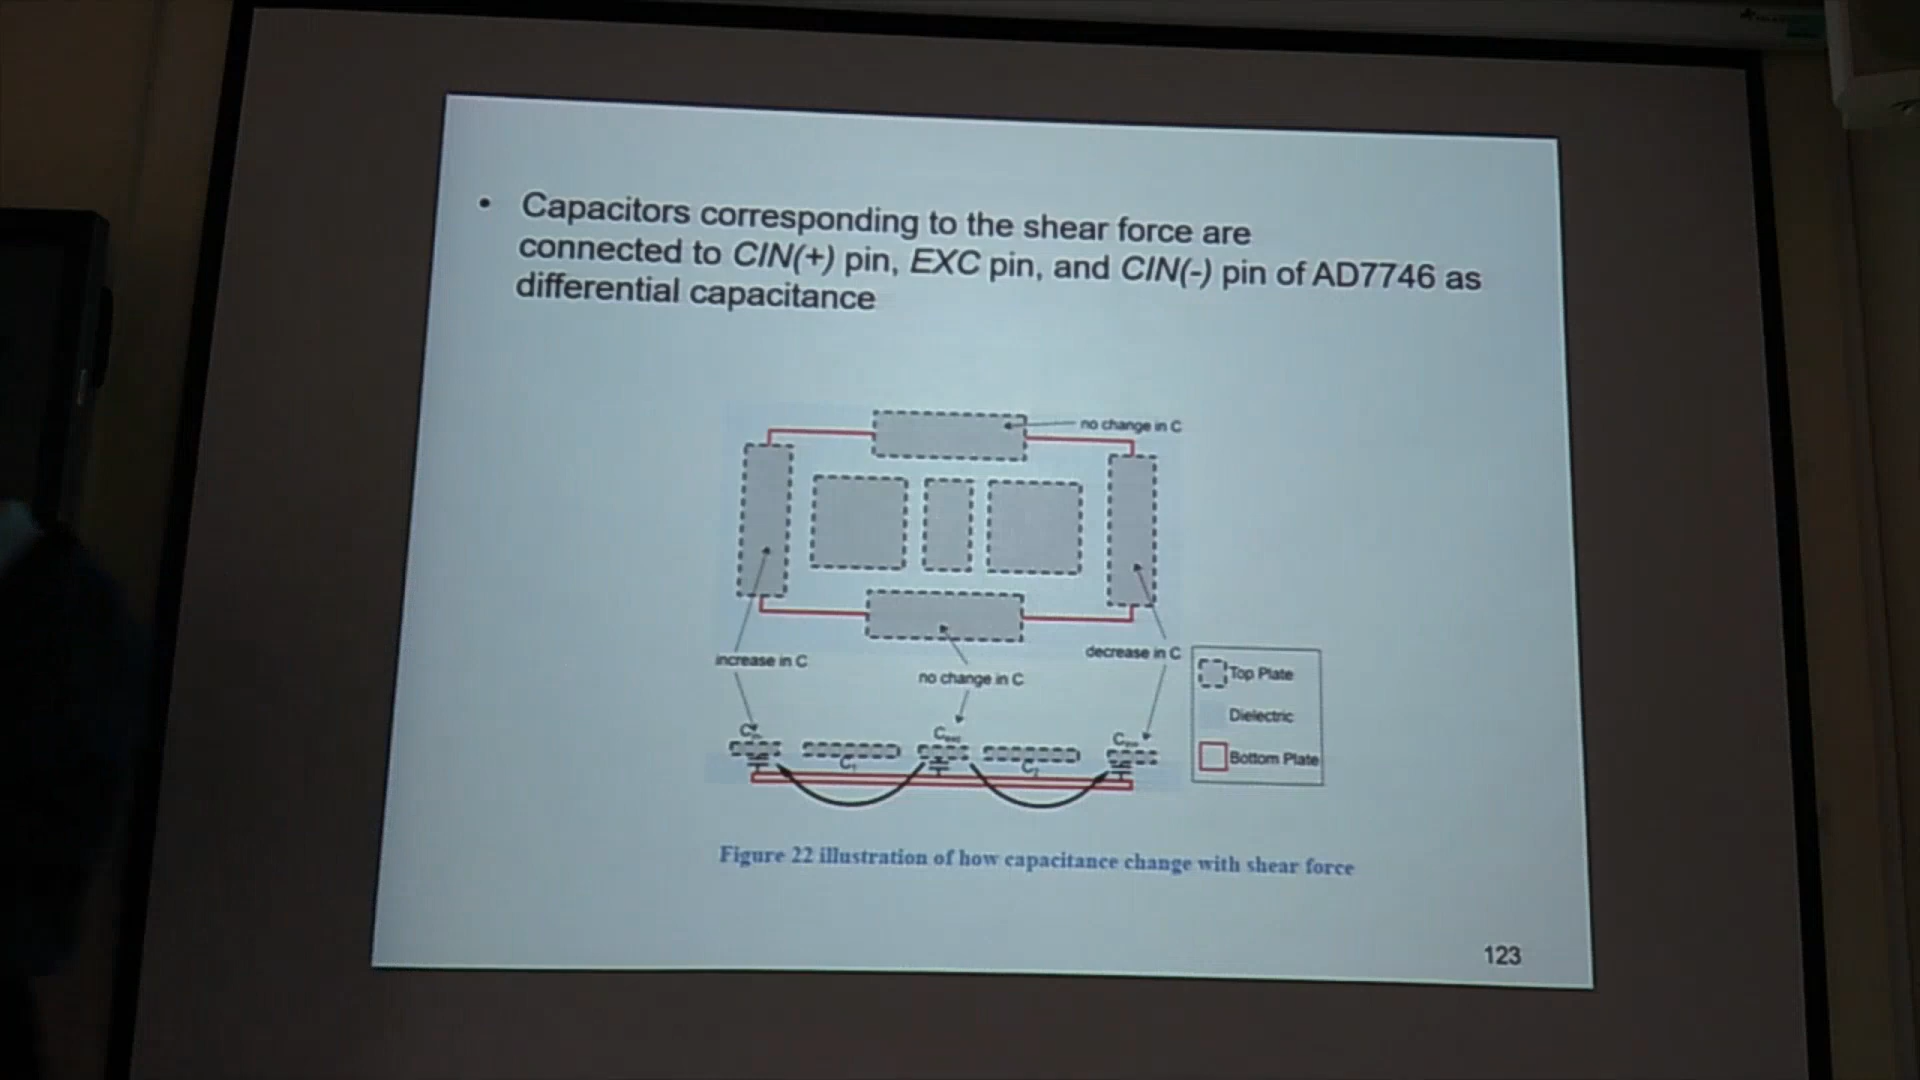 • Capacitors corresponding to the shear force are
connected to CIN(+) pin, EXC pin, and CIN(-) pin of AD7746 as
differential capacitance
no change in C
increase in C
no change in C
decrease in C
C₁
C₂
Top Plate
Dielectric
Bottom Plate
Figure 22 illustration of how capacitance change with shear force
123